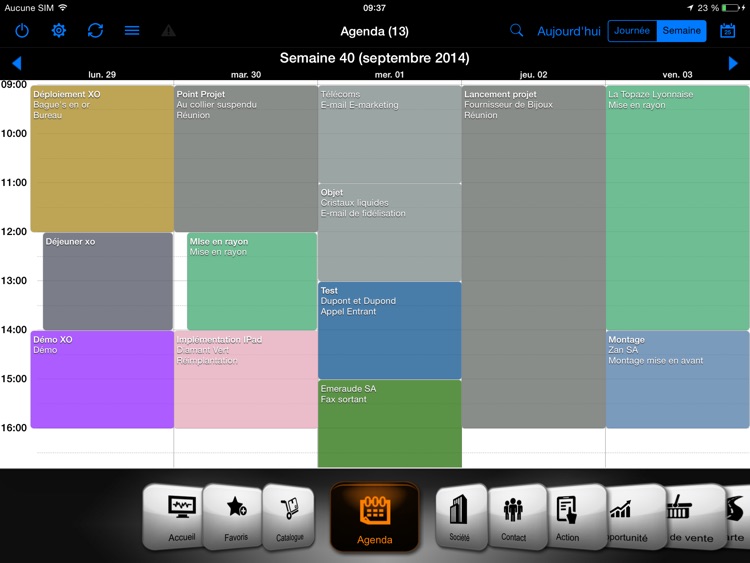 Aucune SIM 09:37 23 %
Agenda (13) Aujourd'hui Journée Semaine 25
Semaine 40 (septembre 2014)
lun. 29 mar. 30 mer. 01 jeu. 02 ven. 03
09:00
10:00
11:00
12:00
13:00
14:00
15:00
16:00
Déploiement XO
Bague's en or
Bureau
Déjeuner xo
Démo XO
Démo
Point Projet
Au collier suspendu
Réunion
MIse en rayon
Mise en rayon
Implémentation IPad
Diamant Vert
Réimplantation
Télécoms
E-mail E-marketing
Objet
Cristaux liquides
E-mail de fidélisation
Test
Dupont et Dupond
Appel Entrant
Emeraude SA
Fax sortant
Lancement projet
Fournisseur de Bijoux
Réunion
La Topaze Lyonnaise
Mise en rayon
Montage
Zan SA
Montage mise en avant
Accueil
Favoris
Catalogue
Agenda
Société
Contact
Action
portunité
de vente
arte